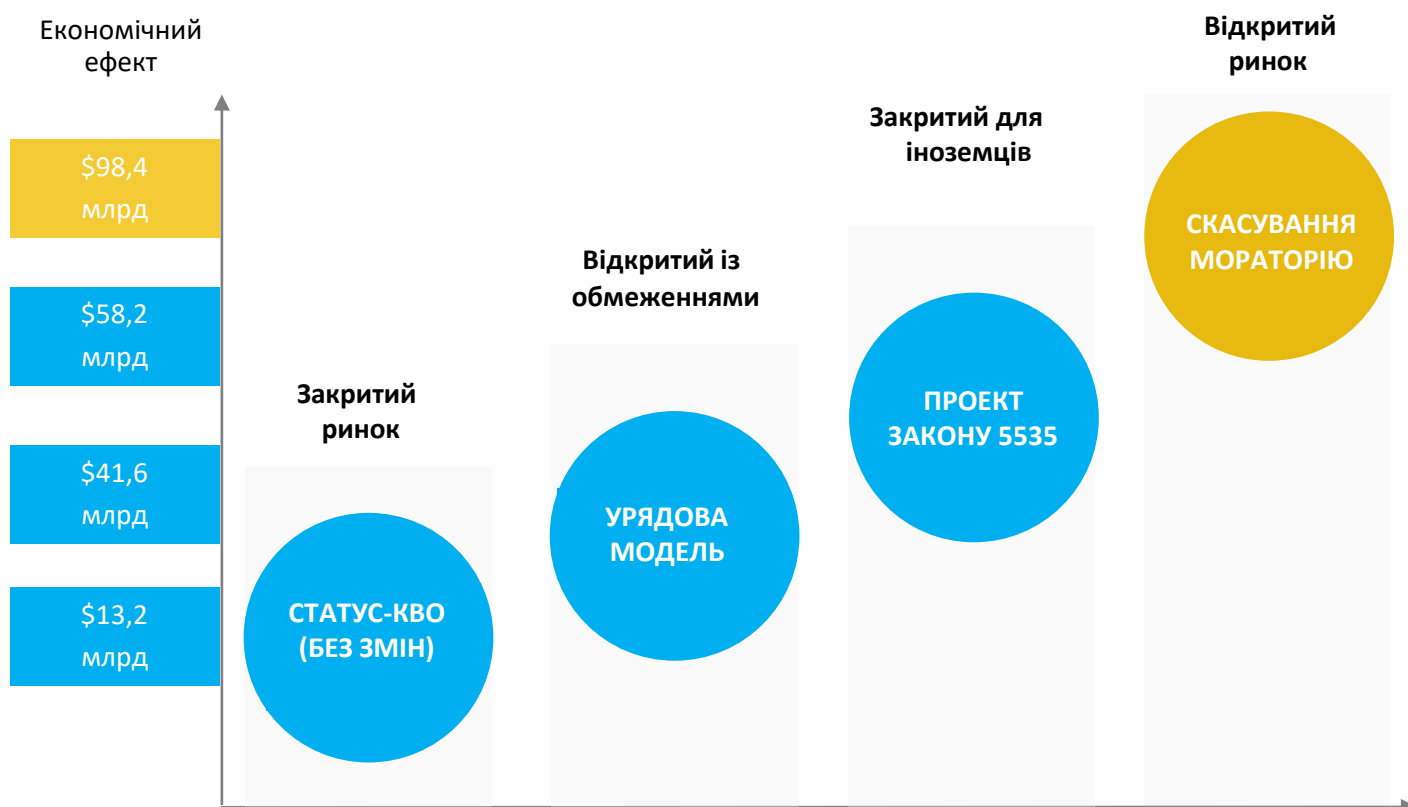 Економічний
ефект
$98,4
млрд
$58,2
млрд
$41,6
млрд
$13,2
млрд
Закритий
ринок
СТАТУС-КВО
(БЕЗ ЗМІН)
Відкритий із
обмеженнями
УРЯДОВА
МОДЕЛЬ
Закритий для
іноземців
ПРОЕКТ
ЗАКОНУ 5535
Відкритий
ринок
СКАСУВАННЯ
МОРАТОРІЮ